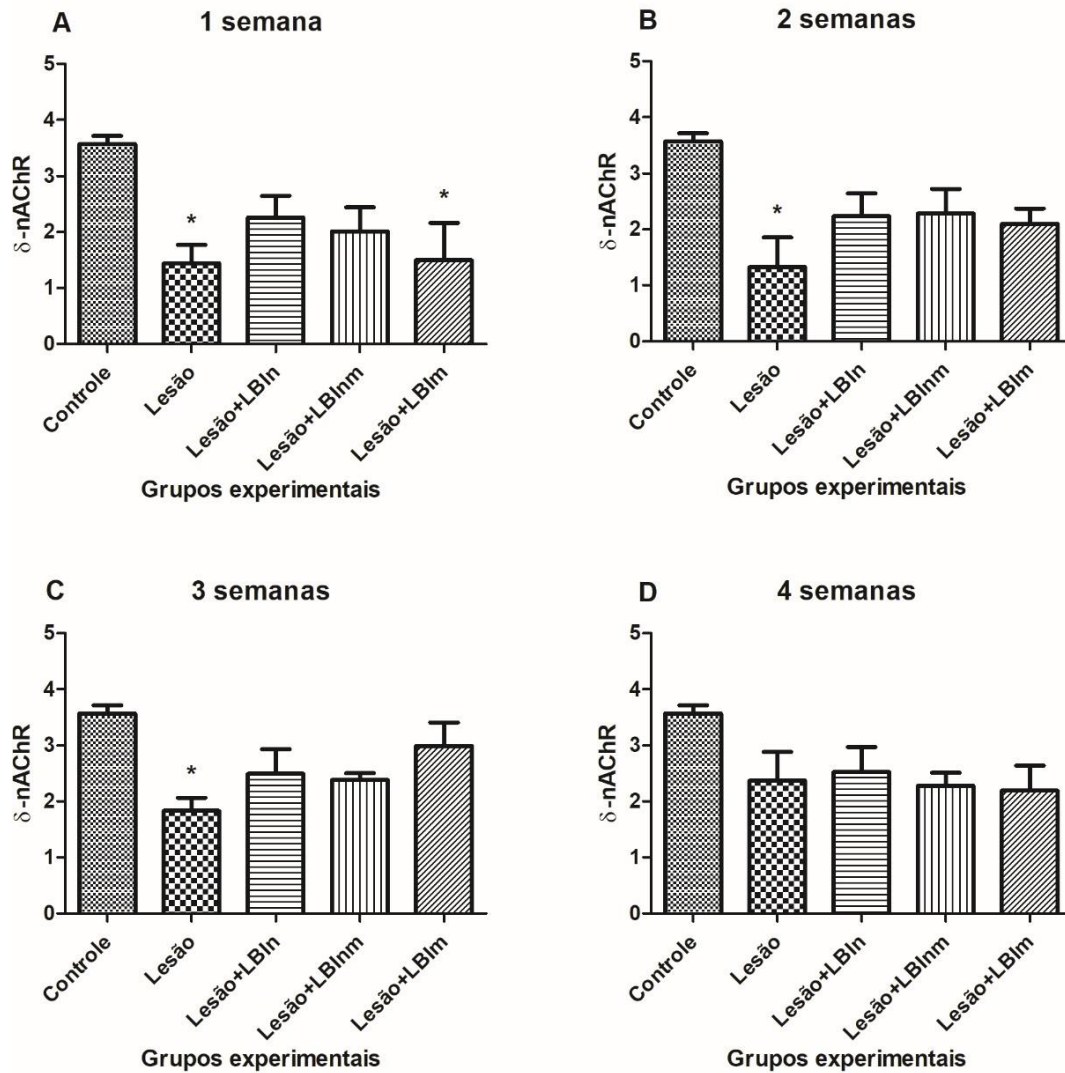 A 1 semana
5
4
3
2
1
0
δ-nAChR
*
*
Controle
Lesão
Lesão+LBIn
Lesão+LBInm
Lesão+LBIm
Grupos experimentais
B 2 semanas
5
4
3
2
1
0
δ-nAChR
*
Controle
Lesão
Lesão+LBIn
Lesão+LBInm
Lesão+LBIm
Grupos experimentais
C 3 semanas
5
4
3
2
1
0
δ-nAChR
*
Controle
Lesão
Lesão+LBIn
Lesão+LBInm
Lesão+LBIm
Grupos experimentais
D 4 semanas
5
4
3
2
1
0
δ-nAChR
Controle
Lesão
Lesão+LBIn
Lesão+LBInm
Lesão+LBIm
Grupos experimentais